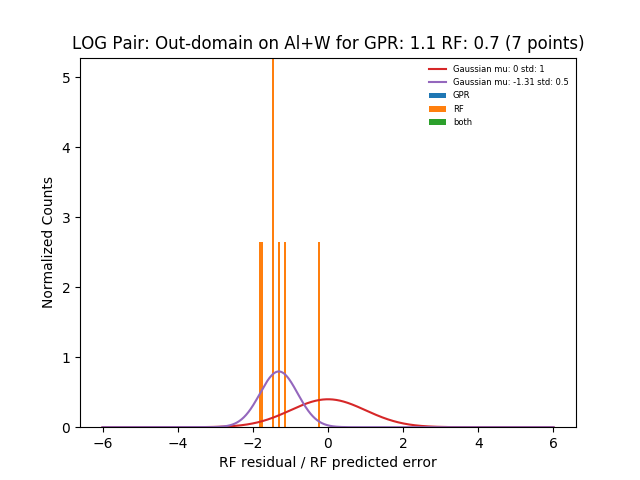 LOG Pair: Out-domain on Al+W for GPR: 1.1 RF: 0.7 (7 points)
Gaussian mu: 0 std: 1
Gaussian mu: -1.31 std: 0.5
GPR
RF
both
Normalized Counts
5
4
3
2
1
0
−6 −4 −2 0 2 4 6
RF residual / RF predicted error